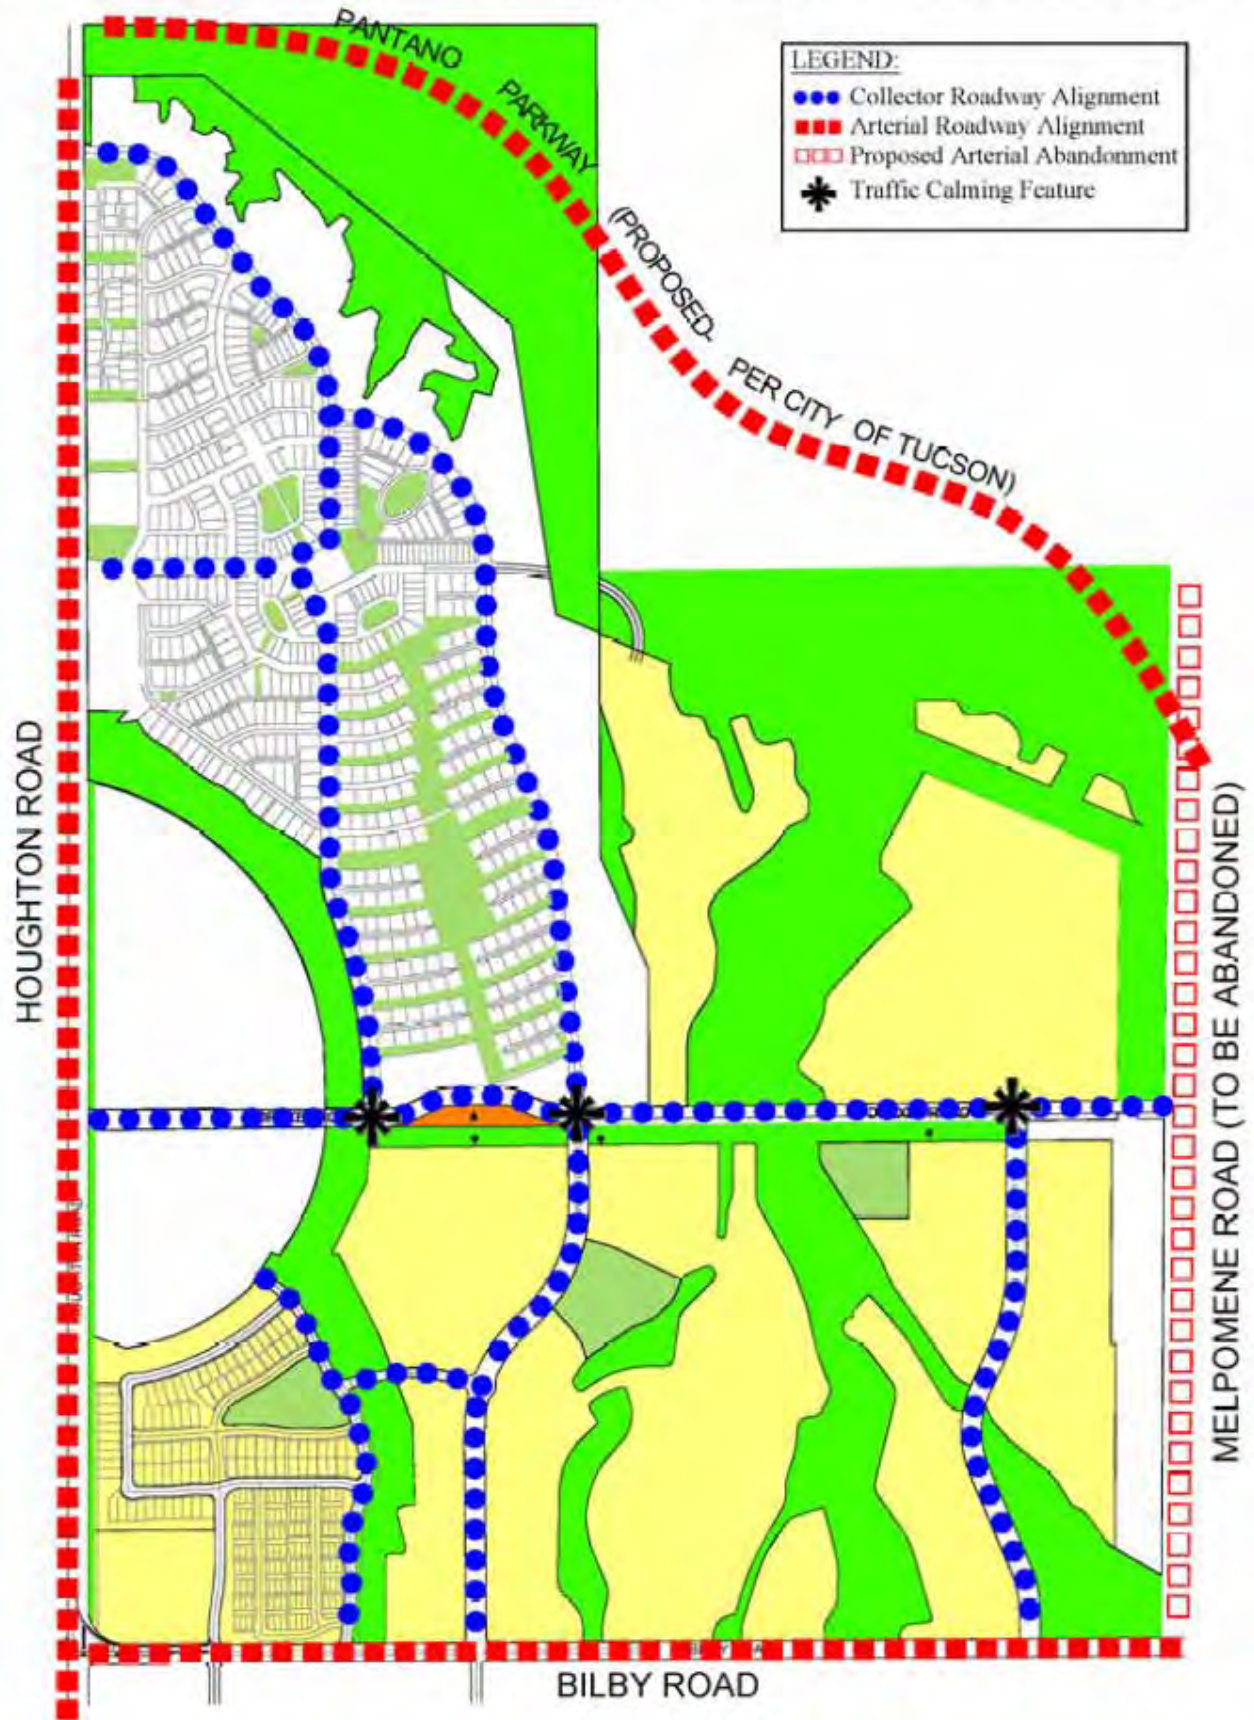 PANTANO PARKWAY
(PROPOSED- PER CITY OF TUCSON)
LEGEND:
Collector Roadway Alignment
Arterial Roadway Alignment
Proposed Arterial Abandonment
Traffic Calming Feature
HOUGHTON ROAD
MELPOMENE ROAD (TO BE ABANDONED)
BILBY ROAD